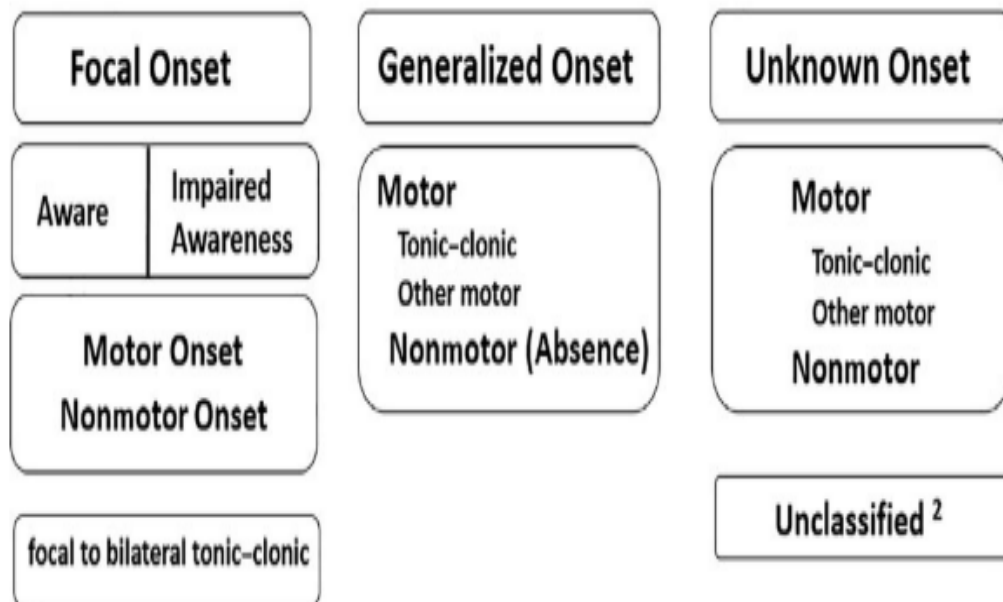 Focal Onset
Aware
Impaired
Awareness
Motor Onset
Nonmotor Onset
focal to bilateral tonic–clonic
Generalized Onset
Motor
Tonic–clonic
Other motor
Nonmotor (Absence)
Unknown Onset
Motor
Tonic–clonic
Other motor
Nonmotor
Unclassified ²